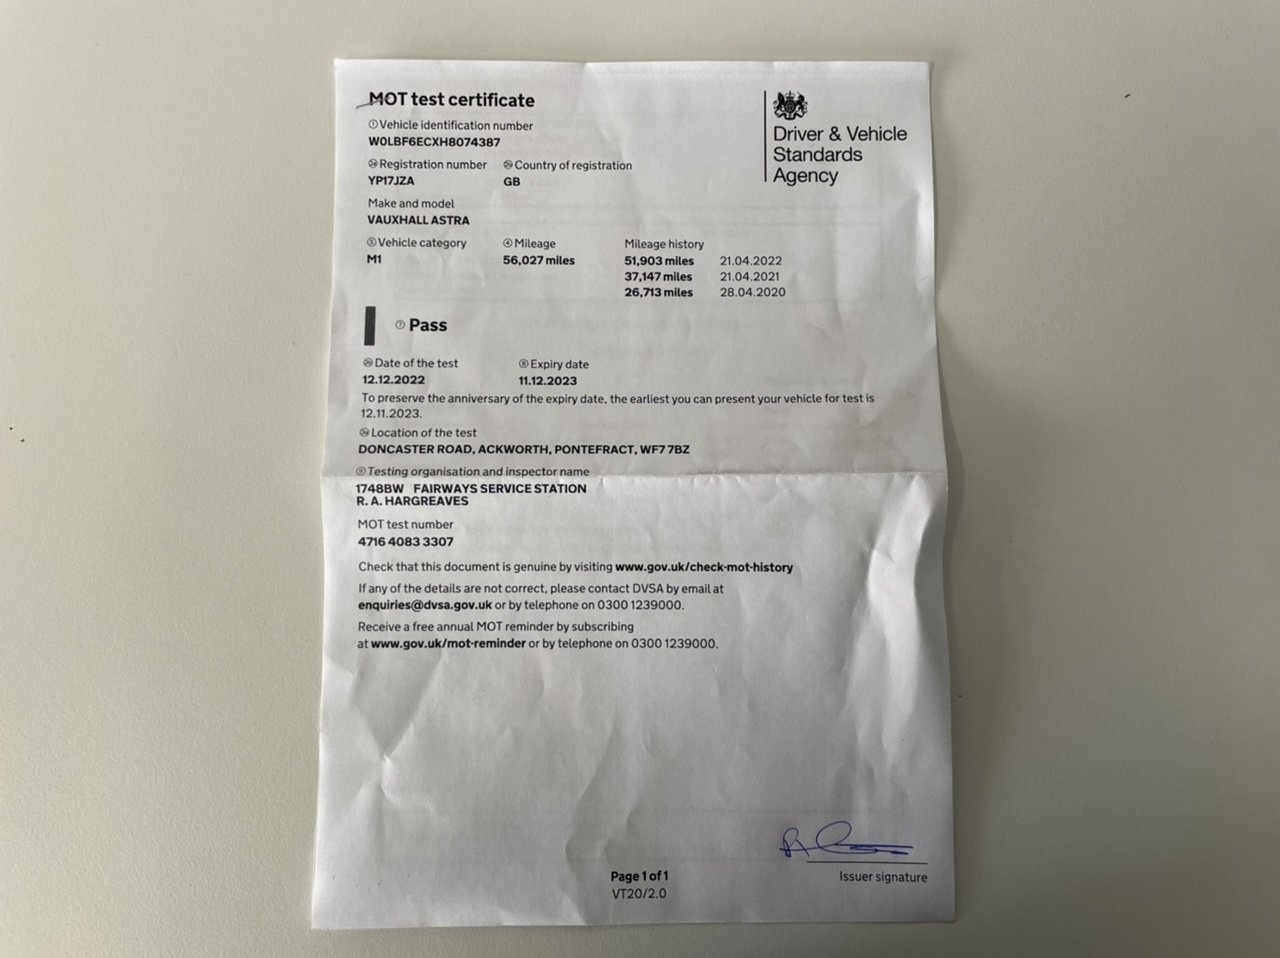 MOT test certificate
① Vehicle identification number
W0LBF6ECXH8074387
Registration number
Country of registration
YP17JZA
GB
Make and model
VAUXHALL ASTRA
⑤ Vehicle category
④ Mileage
Mileage history
M1
56,027 miles
51,903 miles 21.04.2022
37,147 miles 21.04.2021
26,713 miles 28.04.2020
Driver & Vehicle
Standards
Agency
⑦ Pass
Date of the test
Expiry date
12.12.2022
11.12.2023
To preserve the anniversary of the expiry date, the earliest you can present your vehicle for test is
12.11.2023.
Location of the test
DONCASTER ROAD, ACKWORTH, PONTEFRACT, WF7 7BZ
Testing organisation and inspector name
1748BW FAIRWAYS SERVICE STATION
R. A. HARGREAVES
MOT test number
4716 4083 3307
Check that this document is genuine by visiting www.gov.uk/check-mot-history
If any of the details are not correct, please contact DVSA by email at
enquiries@dvsa.gov.uk or by telephone on 0300 1239000.
Receive a free annual MOT reminder by subscribing
at www.gov.uk/mot-reminder or by telephone on 0300 1239000.
Issuer signature
Page 1 of 1
VT20/2.0